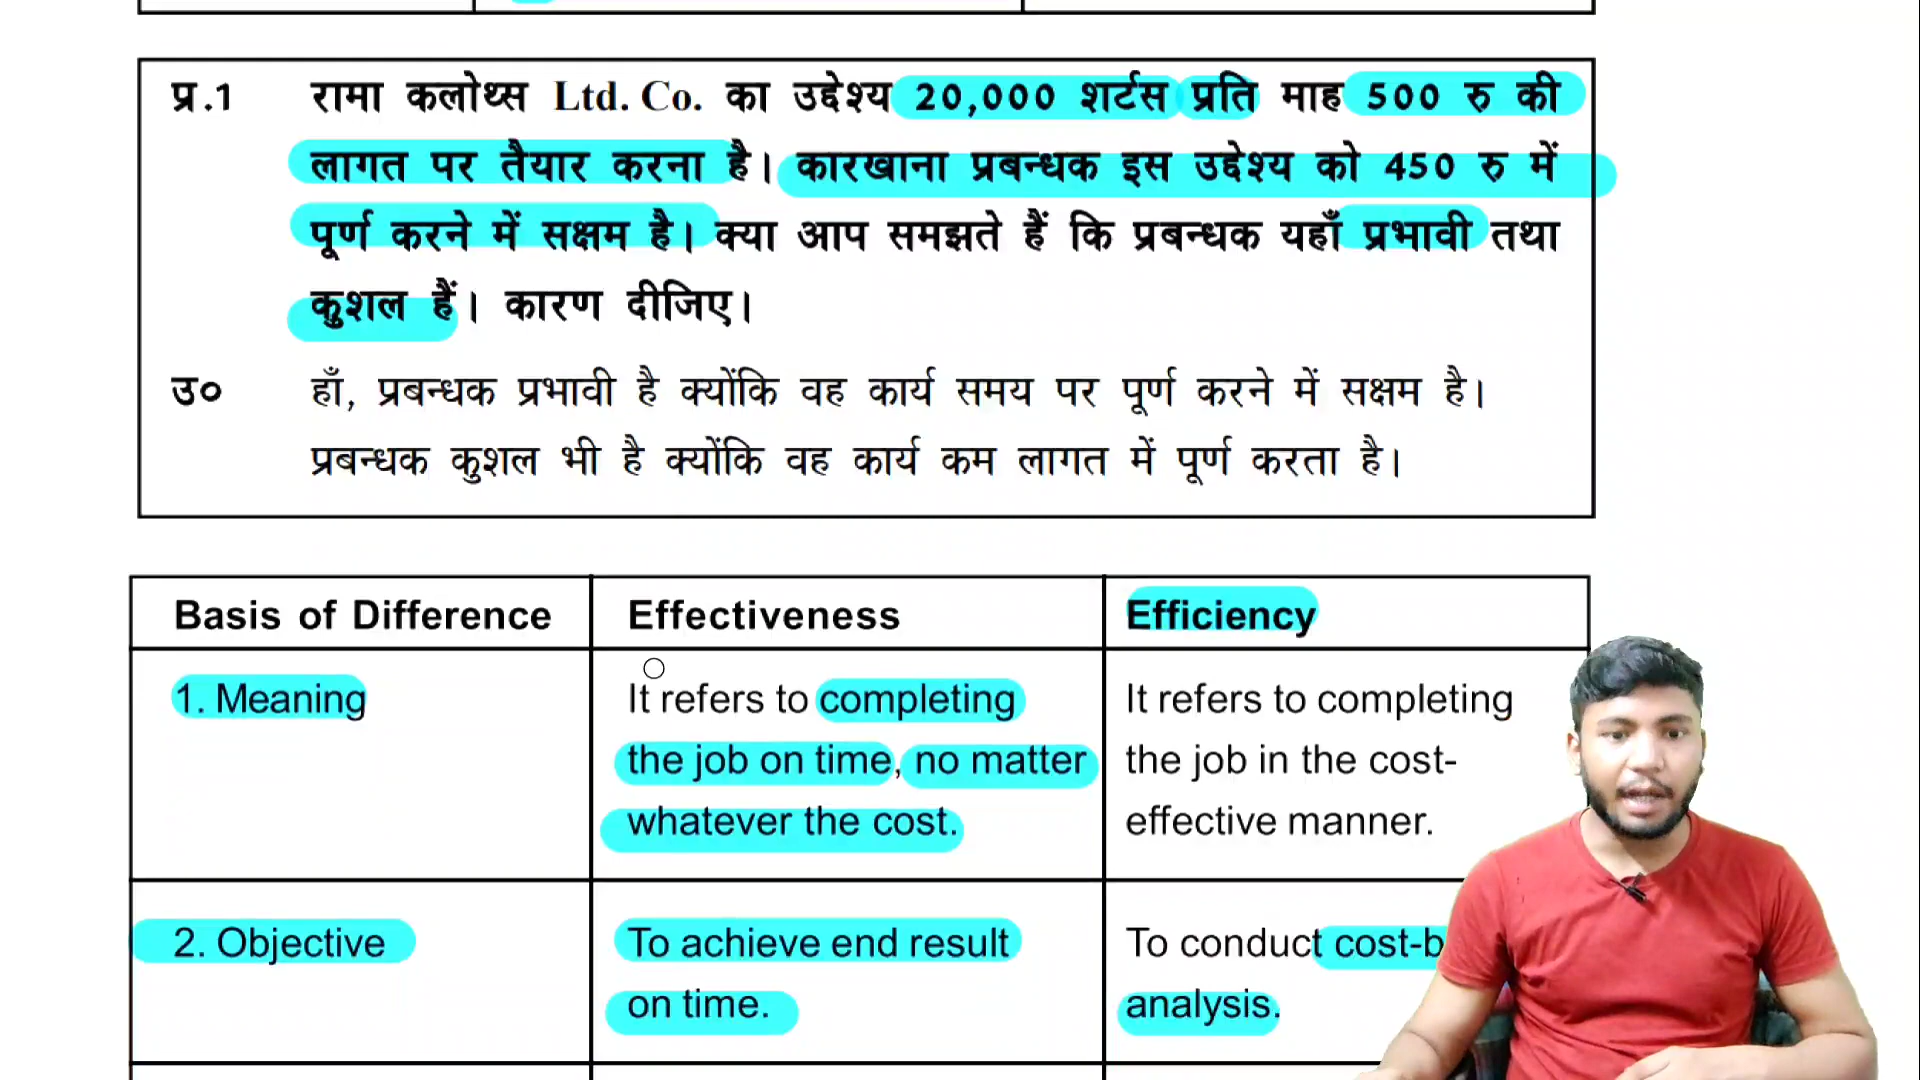 प्र.1 रामा कलोथ्स Ltd. Co. का उद्देश्य 20,000 शर्टस प्रति माह 500 रु की
लागत पर तैयार करना है। कारखाना प्रबन्धक इस उद्देश्य को 450 रु में
पूर्ण करने में सक्षम है। क्या आप समझते हैं कि प्रबन्धक यहाँ प्रभावी तथा
कुशल हैं। कारण दीजिए।
उ० हाँ, प्रबन्धक प्रभावी है क्योंकि वह कार्य समय पर पूर्ण करने में सक्षम है।
प्रबन्धक कुशल भी है क्योंकि वह कार्य कम लागत में पूर्ण करता है।
Basis of Difference Effectiveness Efficiency
1. Meaning It refers to completing It refers to completing
the job on time, no matter the job in the cost-
whatever the cost. effective manner.
2. Objective To achieve end result To conduct cost-b
on time. analysis.